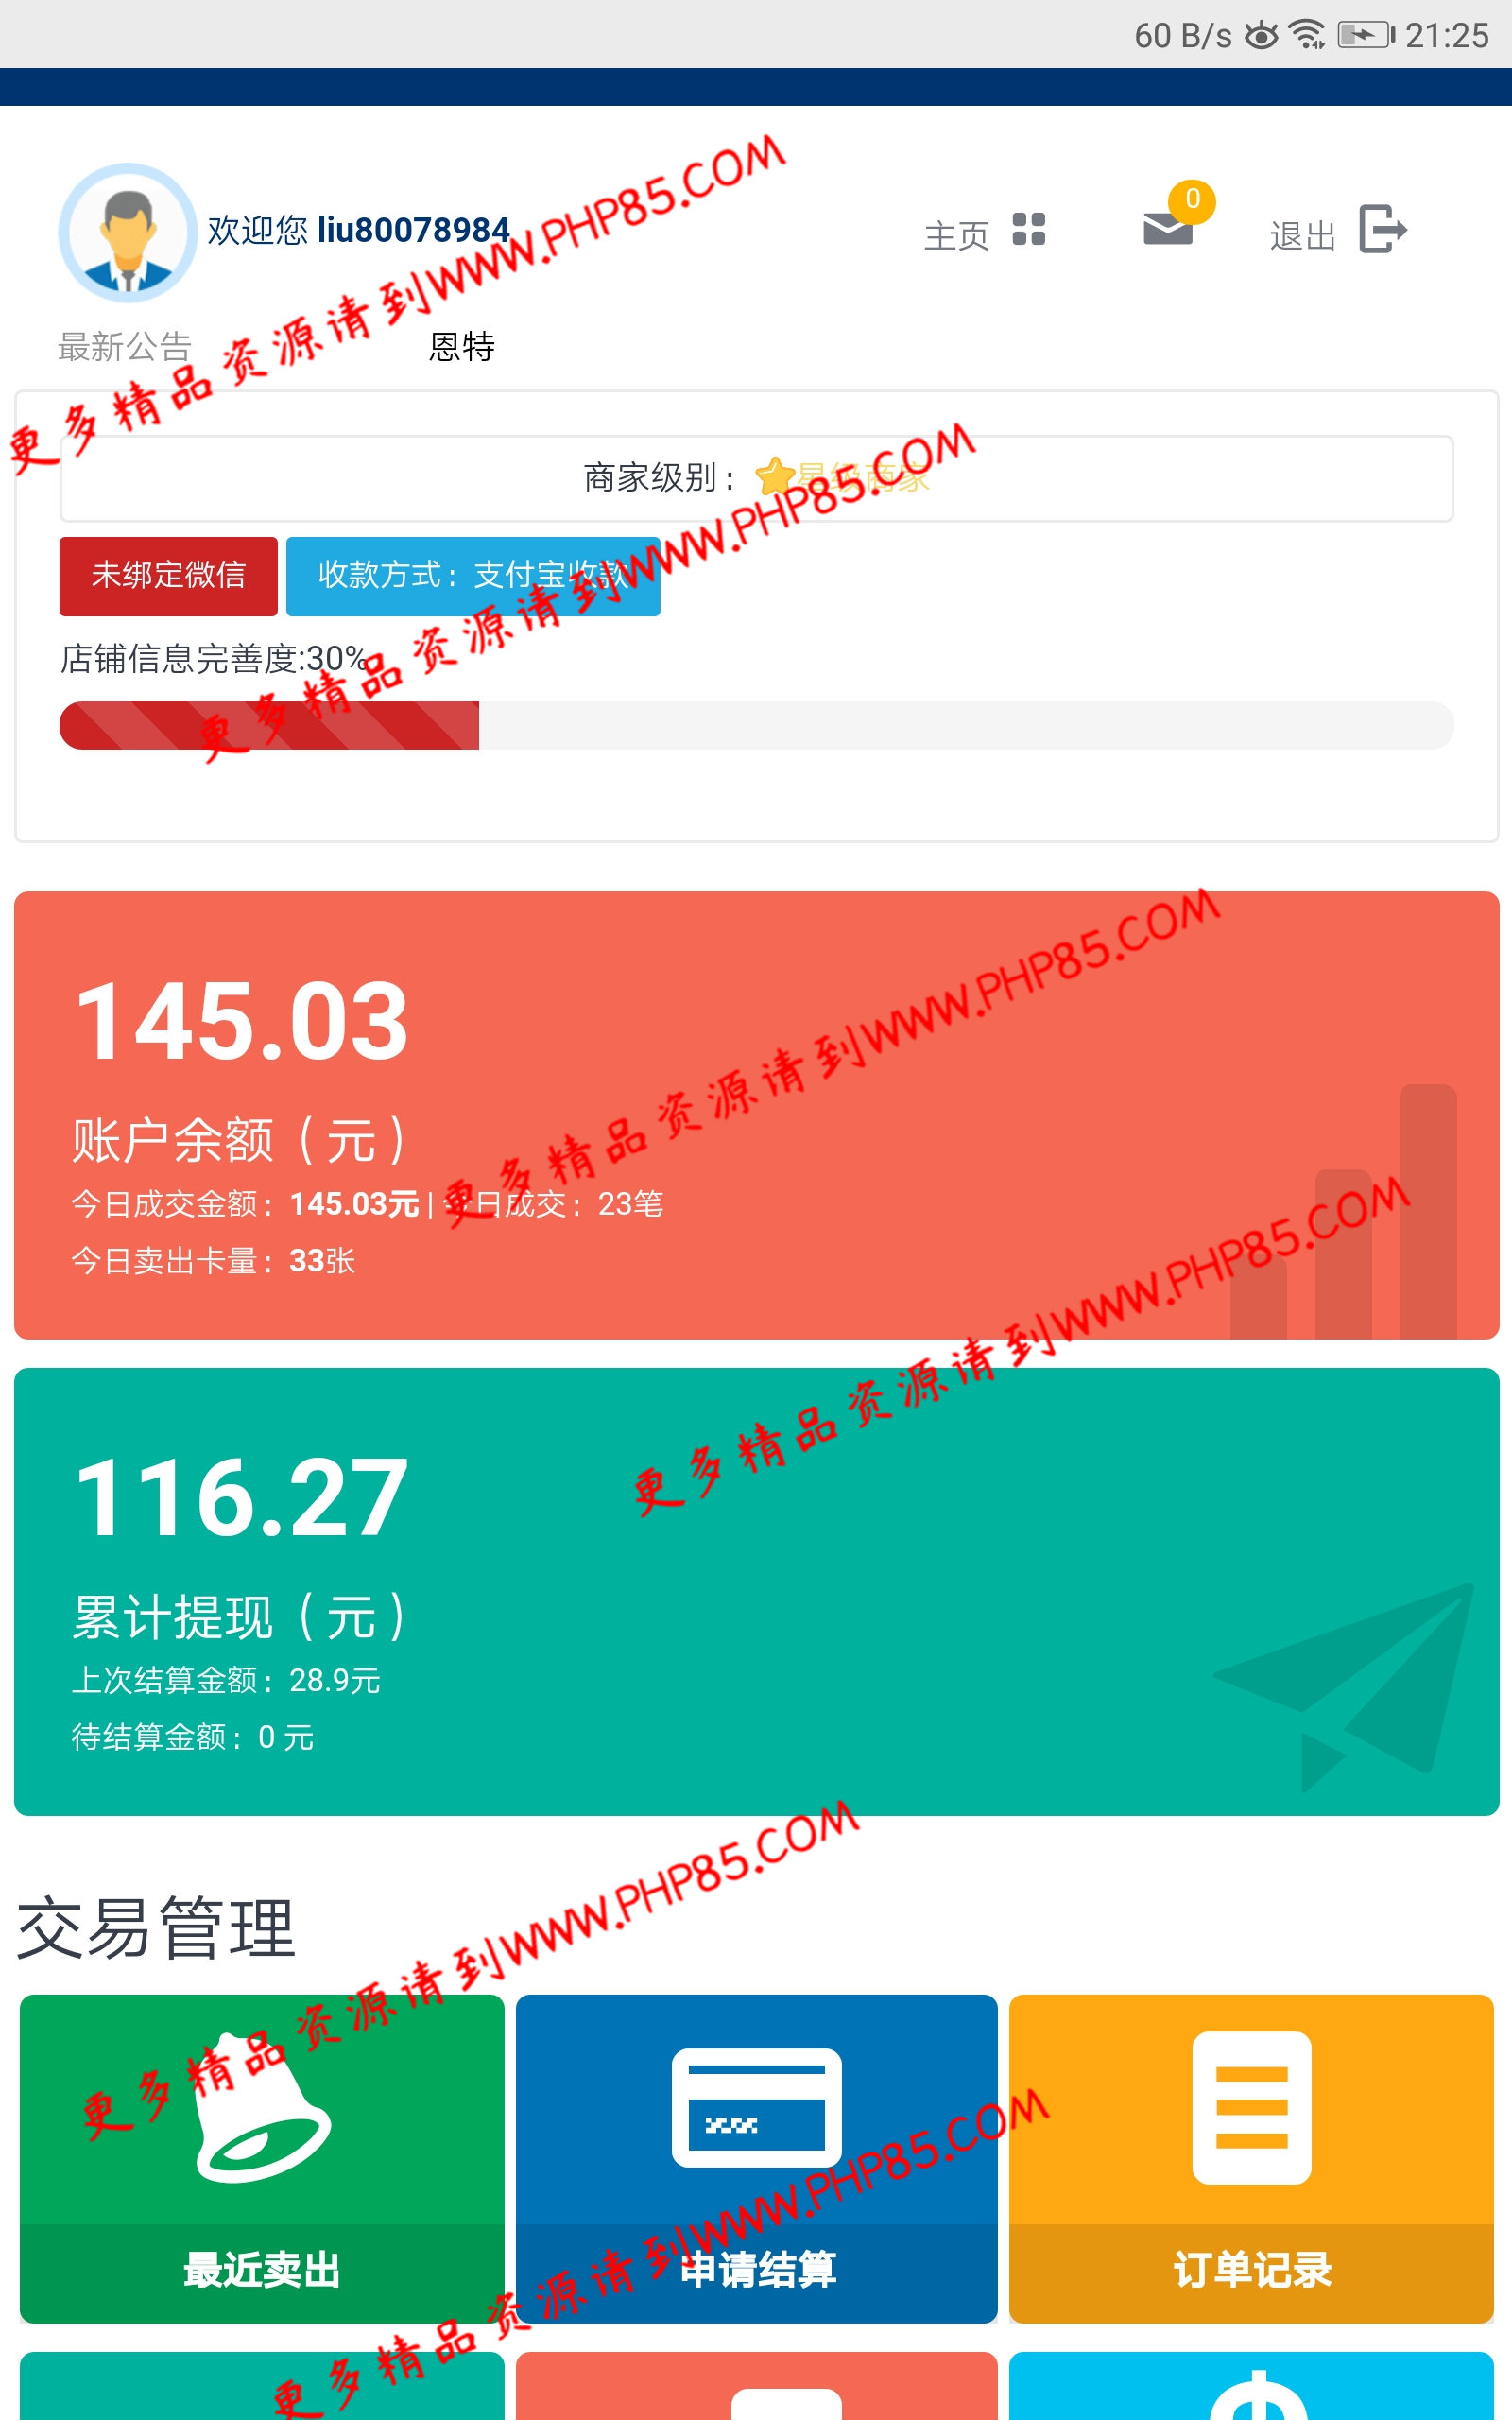 60 B/s 21:25
欢迎您 liu80078984
主页
0
退出
最新公告 恩特
更多精品资源请到WWW.PHP85.COM
商家级别：星级商家
未绑定微信 收款方式：支付宝收款
更多精品资源请到WWW.PHP85.COM
店铺信息完善度:30%
145.03
账户余额（元）
今日成交金额：145.03元 | 今日成交：23笔
今日卖出卡量：33张
更多精品资源请到WWW.PHP85.COM
更多精品资源请到WWW.PHP85.COM
116.27
累计提现（元）
上次结算金额：28.9元
待结算金额：0 元
交易管理
更多精品资源请到WWW.PHP85.COM
最近卖出 申请结算 订单记录
更多精品资源请到WWW.PHP85.COM